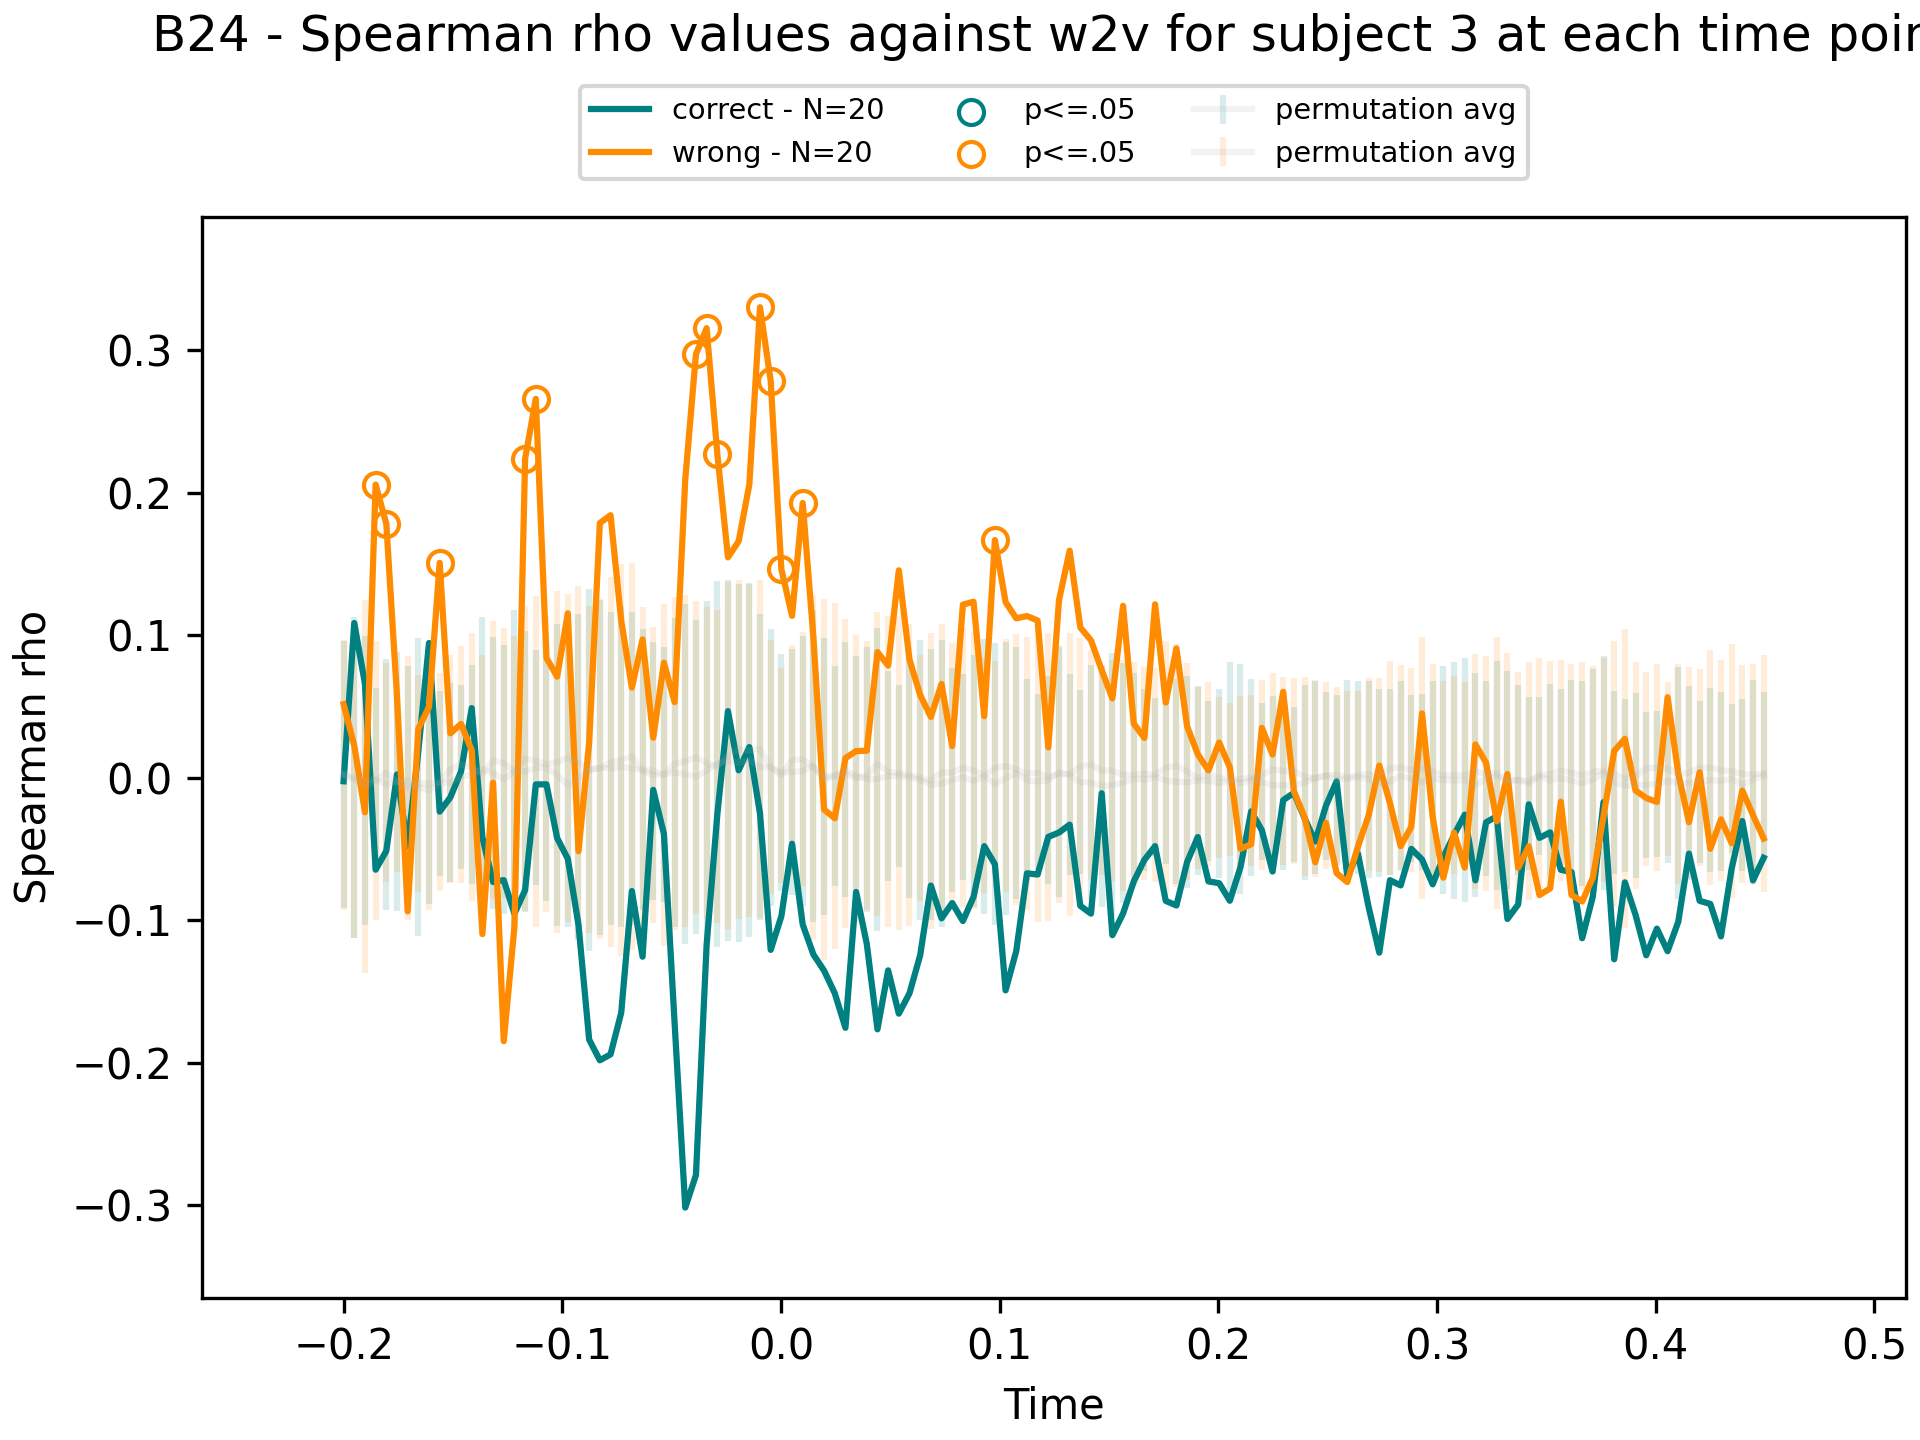 B24 - Spearman rho values against w2v for subject 3 at each time poin
correct - N=20
wrong - N=20
p<=.05
p<=.05
permutation avg
permutation avg
Spearman rho
0.3
0.2
0.1
0.0
−0.1
−0.2
−0.3
−0.2 −0.1 0.0 0.1 0.2 0.3 0.4 0.5
Time